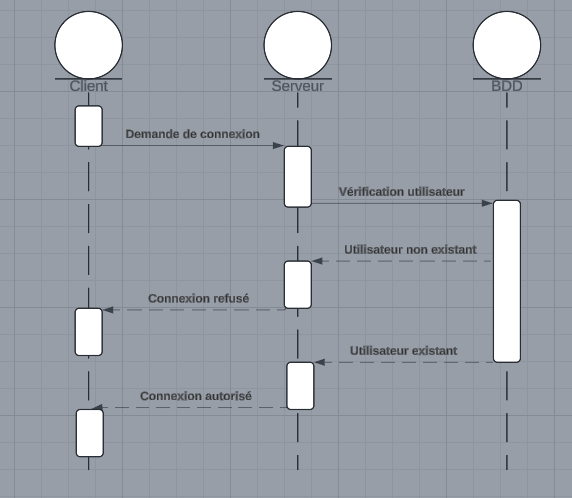 Client
Serveur
BDD
Demande de connexion
Vérification utilisateur
Utilisateur non existant
Connexion refusé
Utilisateur existant
Connexion autorisé